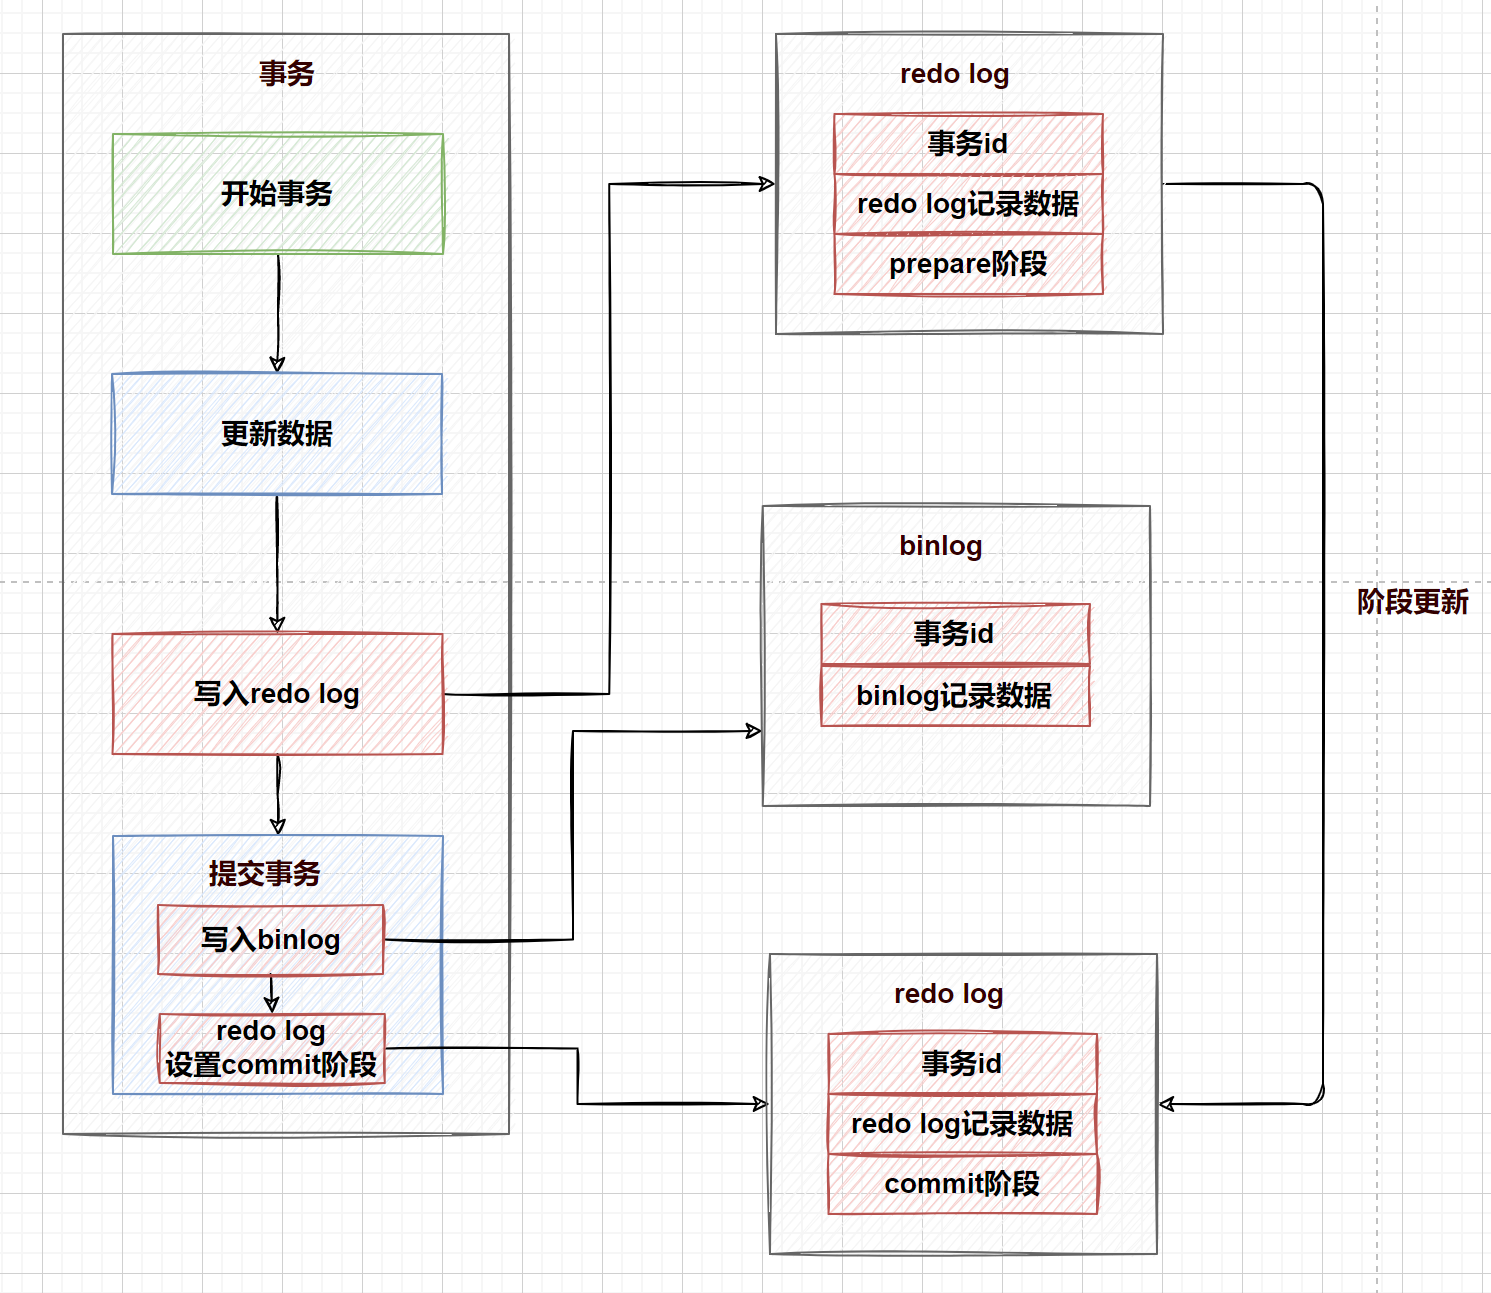 事务
开始事务
更新数据
写入redo log
提交事务
写入binlog
redo log
设置commit阶段
redo log
事务id
redo log记录数据
prepare阶段
binlog
事务id
binlog记录数据
redo log
事务id
redo log记录数据
commit阶段
阶段更新